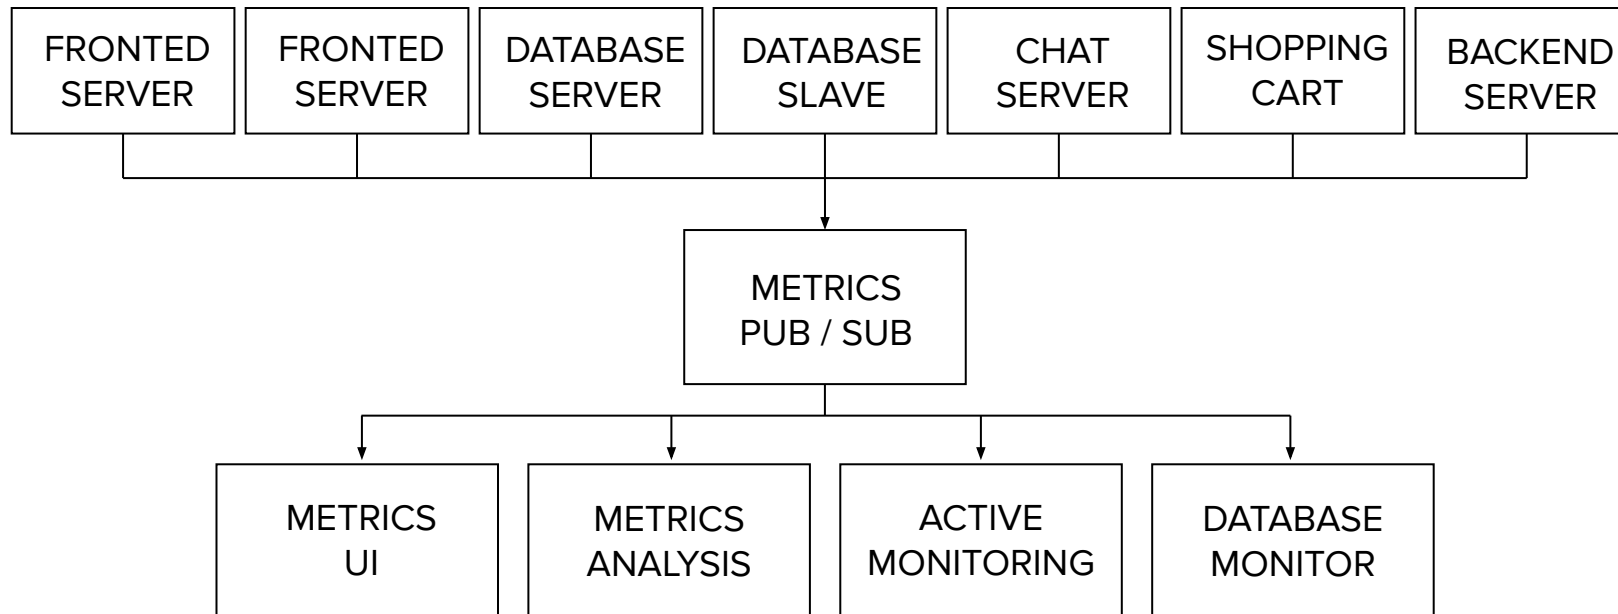 FRONTED
SERVER
FRONTED
SERVER
DATABASE
SERVER
DATABASE
SLAVE
CHAT
SERVER
SHOPPING
CART
BACKEND
SERVER
METRICS
PUB / SUB
METRICS
UI
METRICS
ANALYSIS
ACTIVE
MONITORING
DATABASE
MONITOR